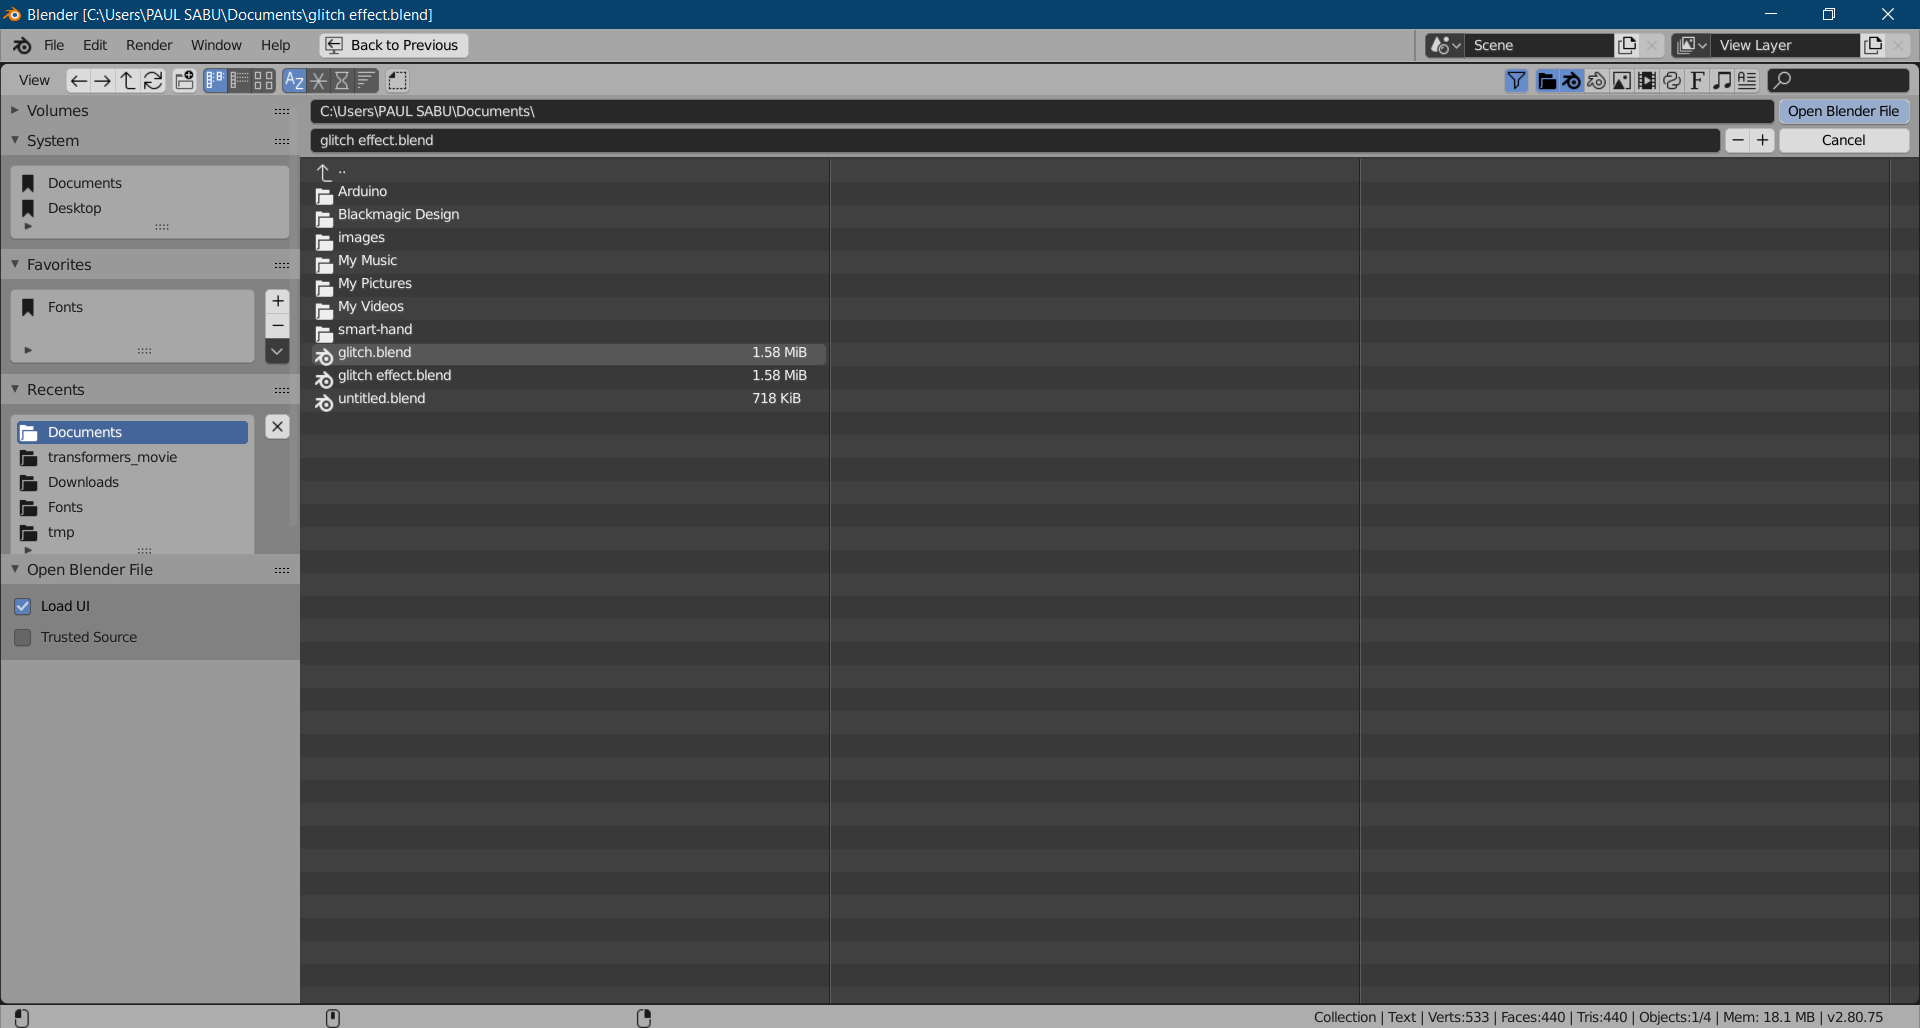 Blender [C:\Users\PAUL SABU\Documents\glitch effect.blend]
File Edit Render Window Help Back to Previous Scene View Layer
View
Volumes
C:\Users\PAUL SABU\Documents\ Open Blender File
System
glitch effect.blend Cancel
Documents
Desktop
Favorites
Fonts
Recents
Documents
transformers_movie
Downloads
Fonts
tmp
Open Blender File
Load UI
Trusted Source
..
Arduino
Blackmagic Design
images
My Music
My Pictures
My Videos
smart-hand
glitch.blend 1.58 MiB
glitch effect.blend 1.58 MiB
untitled.blend 718 KiB
Collection | Text | Verts:533 | Faces:440 | Tris:440 | Objects:1/4 | Mem: 18.1 MB | v2.80.75